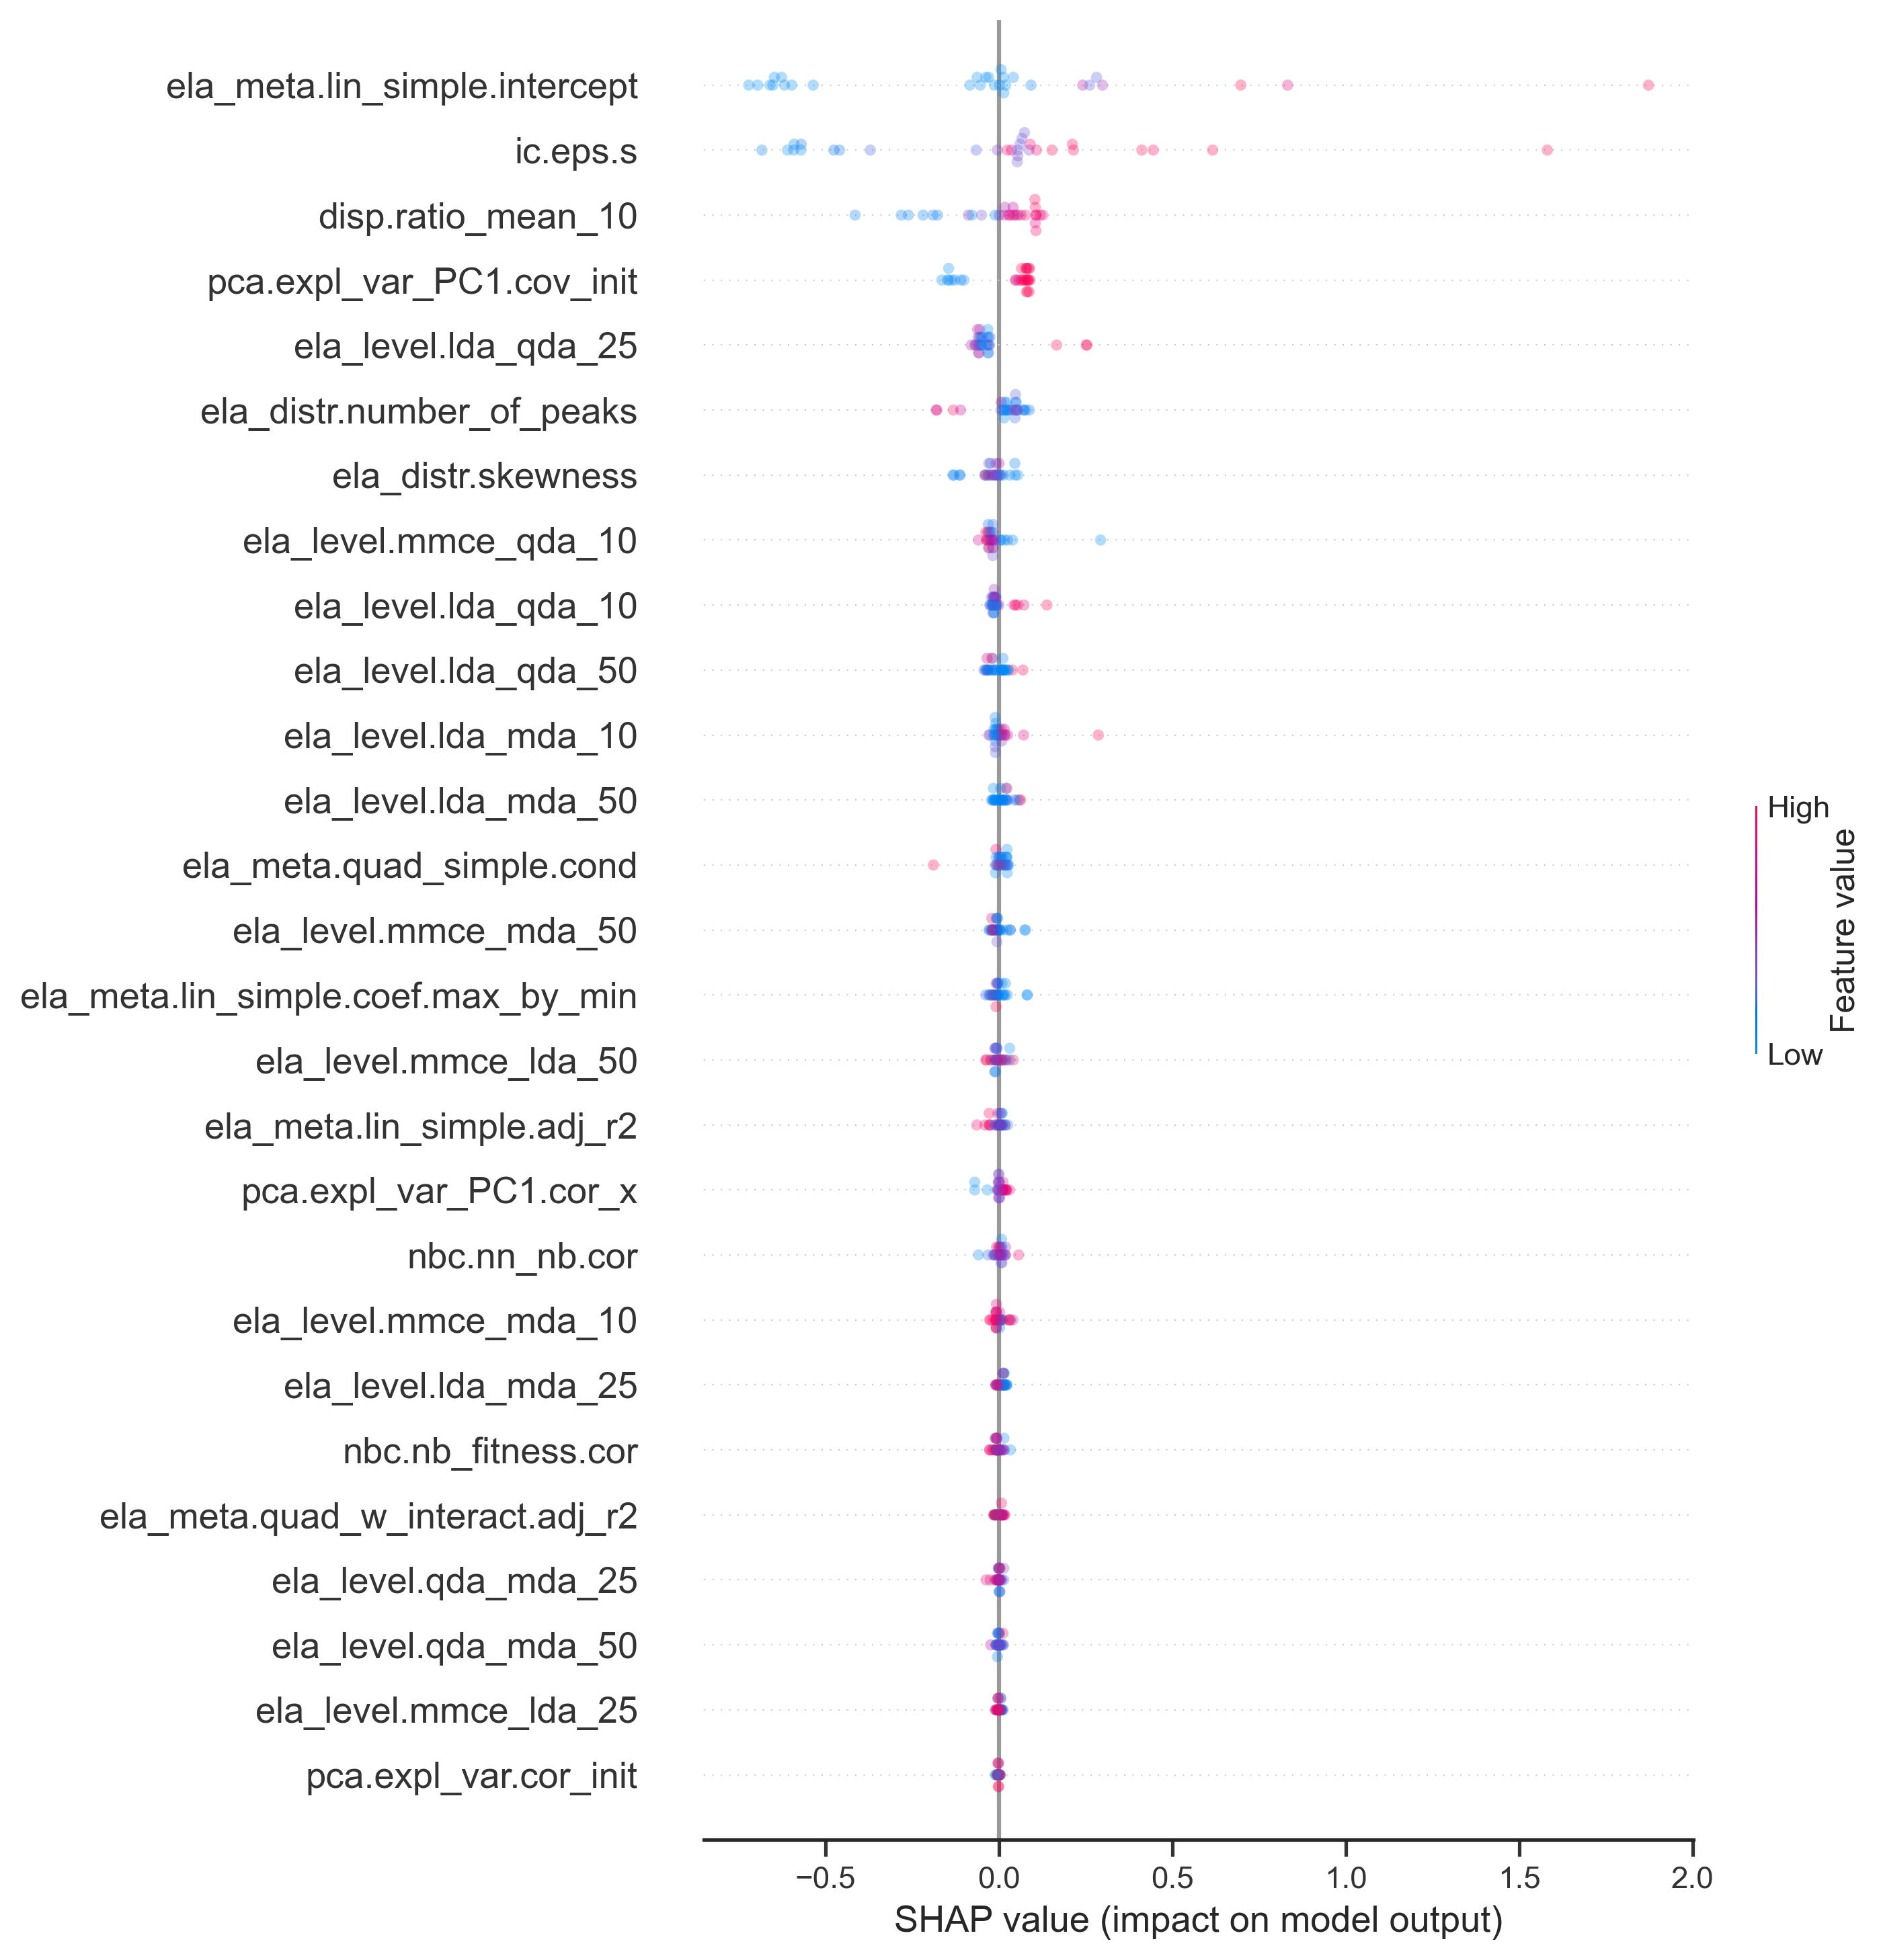 ela_meta.lin_simple.intercept
ic.eps.s
disp.ratio_mean_10
pca.expl_var_PC1.cov_init
ela_level.lda_qda_25
ela_distr.number_of_peaks
ela_distr.skewness
ela_level.mmce_qda_10
ela_level.lda_qda_10
ela_level.lda_qda_50
ela_level.lda_mda_10
ela_level.lda_mda_50
ela_meta.quad_simple.cond
ela_level.mmce_mda_50
ela_meta.lin_simple.coef.max_by_min
ela_level.mmce_lda_50
ela_meta.lin_simple.adj_r2
pca.expl_var_PC1.cor_x
nbc.nn_nb.cor
ela_level.mmce_mda_10
ela_level.lda_mda_25
nbc.nb_fitness.cor
ela_meta.quad_w_interact.adj_r2
ela_level.qda_mda_25
ela_level.qda_mda_50
ela_level.mmce_lda_25
pca.expl_var.cor_init
−0.5 0.0 0.5 1.0 1.5 2.0
SHAP value (impact on model output)
High
Feature value
Low